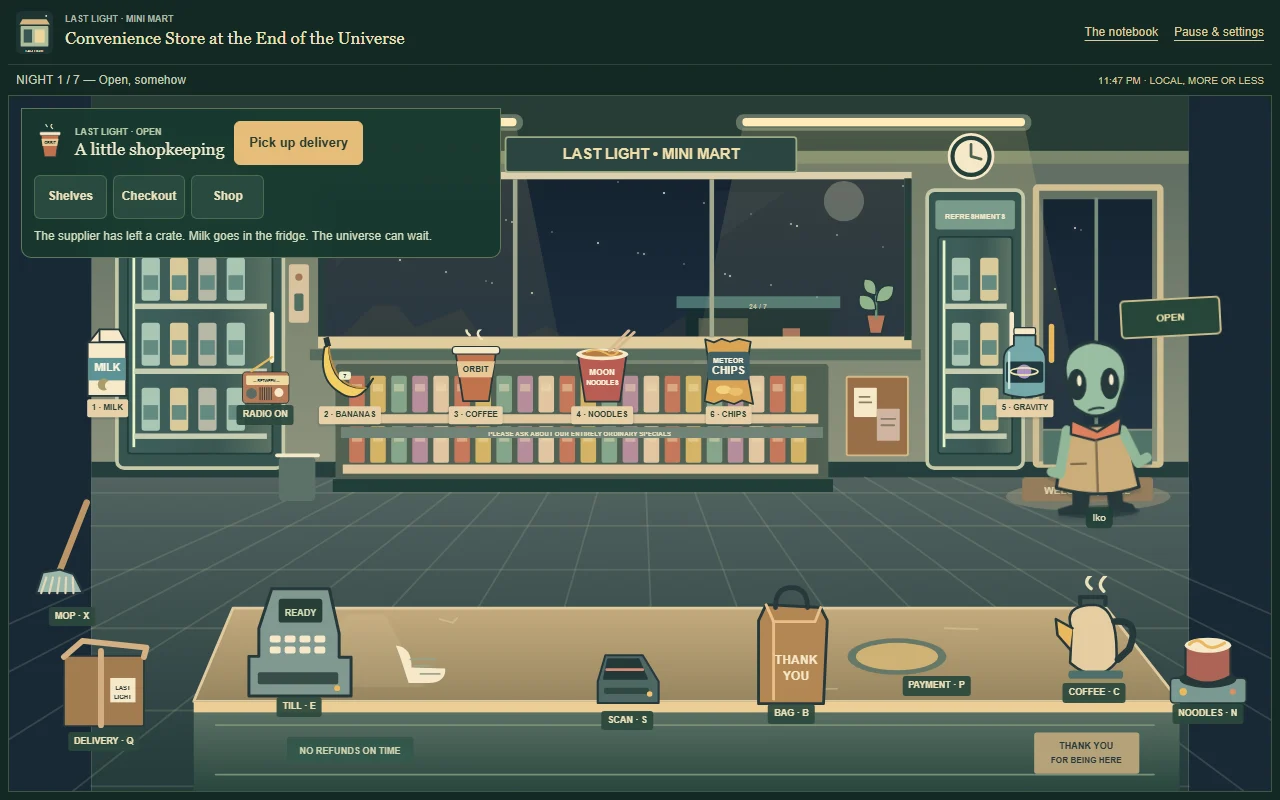 LAST LIGHT · MINI MART
Convenience Store at the End of the Universe
The notebook
Pause & settings
NIGHT 1 / 7 — Open, somehow
11:47 PM · LOCAL, MORE OR LESS
LAST LIGHT · OPEN
A little shopkeeping
Pick up delivery
Shelves
Checkout
Shop
The supplier has left a crate. Milk goes in the fridge. The universe can wait.
LAST LIGHT • MINI MART
REFRESHMENTS
24 / 7
OPEN
MILK
1 · MILK
RADIO ON
7
2 · BANANAS
ORBIT
3 · COFFEE
MOON
NOODLES
4 · NOODLES
METEOR
CHIPS
6 · CHIPS
5 · GRAVITY
PLEASE ASK ABOUT OUR ENTIRELY ORDINARY SPECIALS
Iko
MOP · X
READY
TILL · E
SCAN · S
THANK
YOU
BAG · B
PAYMENT · P
COFFEE · C
NOODLES · N
LAST
LIGHT
DELIVERY · Q
NO REFUNDS ON TIME
THANK YOU
FOR BEING HERE